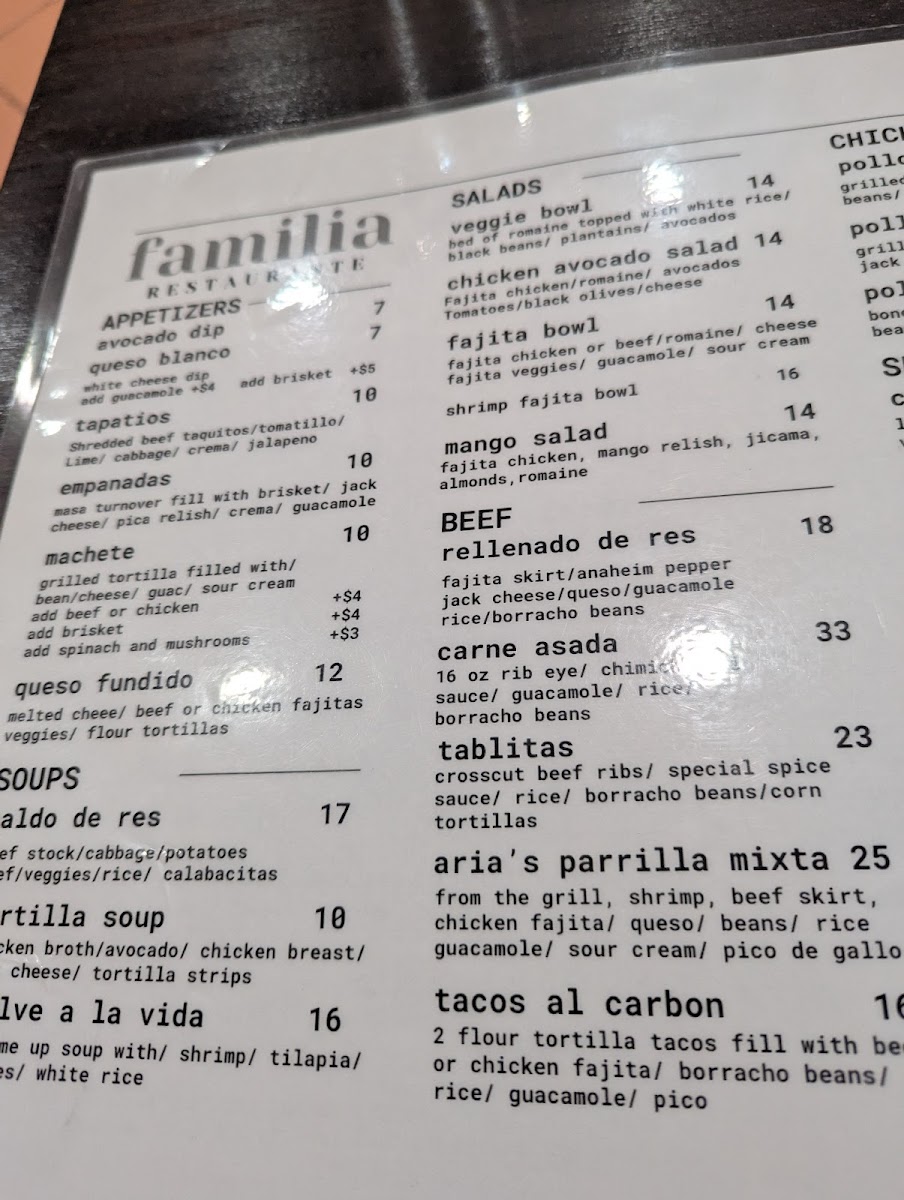 familia
RESTAURANTE
APPETIZERS
avocado dip 7
queso blanco 7
white cheese dip
add guacamole +$4 add brisket +$5
tapatios 10
Shredded beef taquitos/tomatillo/
Lime/ cabbage/ crema/ jalapeno
empanadas 10
masa turnover fill with brisket/ jack
cheese/ pica relish/ crema/ guacamole
machete 10
grilled tortilla filled with/
bean/cheese/ guac/ sour cream
add beef or chicken +$4
add brisket +$4
add spinach and mushrooms +$3
queso fundido 12
melted cheee/ beef or chicken fajitas
veggies/ flour tortillas
SOUPS
aldo de res 17
ef stock/cabbage/potatoes
ef/veggies/rice/ calabacitas
rtilla soup 10
cken broth/avocado/ chicken breast/
cheese/ tortilla strips
lve a la vida 16
me up soup with/ shrimp/ tilapia/
es/ white rice
SALADS
veggie bowl 14
bed of romaine topped with white rice/
black beans/ plantains/ avocados
chicken avocado salad 14
Fajita chicken/romaine/ avocados
Tomatoes/black olives/cheese
fajita bowl 14
fajita chicken or beef/romaine/ cheese
fajita veggies/ guacamole/ sour cream
shrimp fajita bowl 16
mango salad 14
fajita chicken, mango relish, jicama,
almonds,romaine
BEEF
rellenado de res 18
fajita skirt/anaheim pepper
jack cheese/queso/guacamole
rice/borracho beans
carne asada 33
16 oz rib eye/
sauce/ guacamole/ rice/
borracho beans
tablitas 23
crosscut beef ribs/ special spice
sauce/ rice/ borracho beans/corn
tortillas
aria's parrilla mixta 25
from the grill, shrimp, beef skirt,
chicken fajita/ queso/ beans/ rice
guacamole/ sour cream/ pico de gallo
tacos al carbon 16
2 flour tortilla tacos fill with bee
or chicken fajita/ borracho beans/
rice/ guacamole/ pico
CHIC
pollo
grilled
beans/
poll
grill
jack
pol
bon
bea